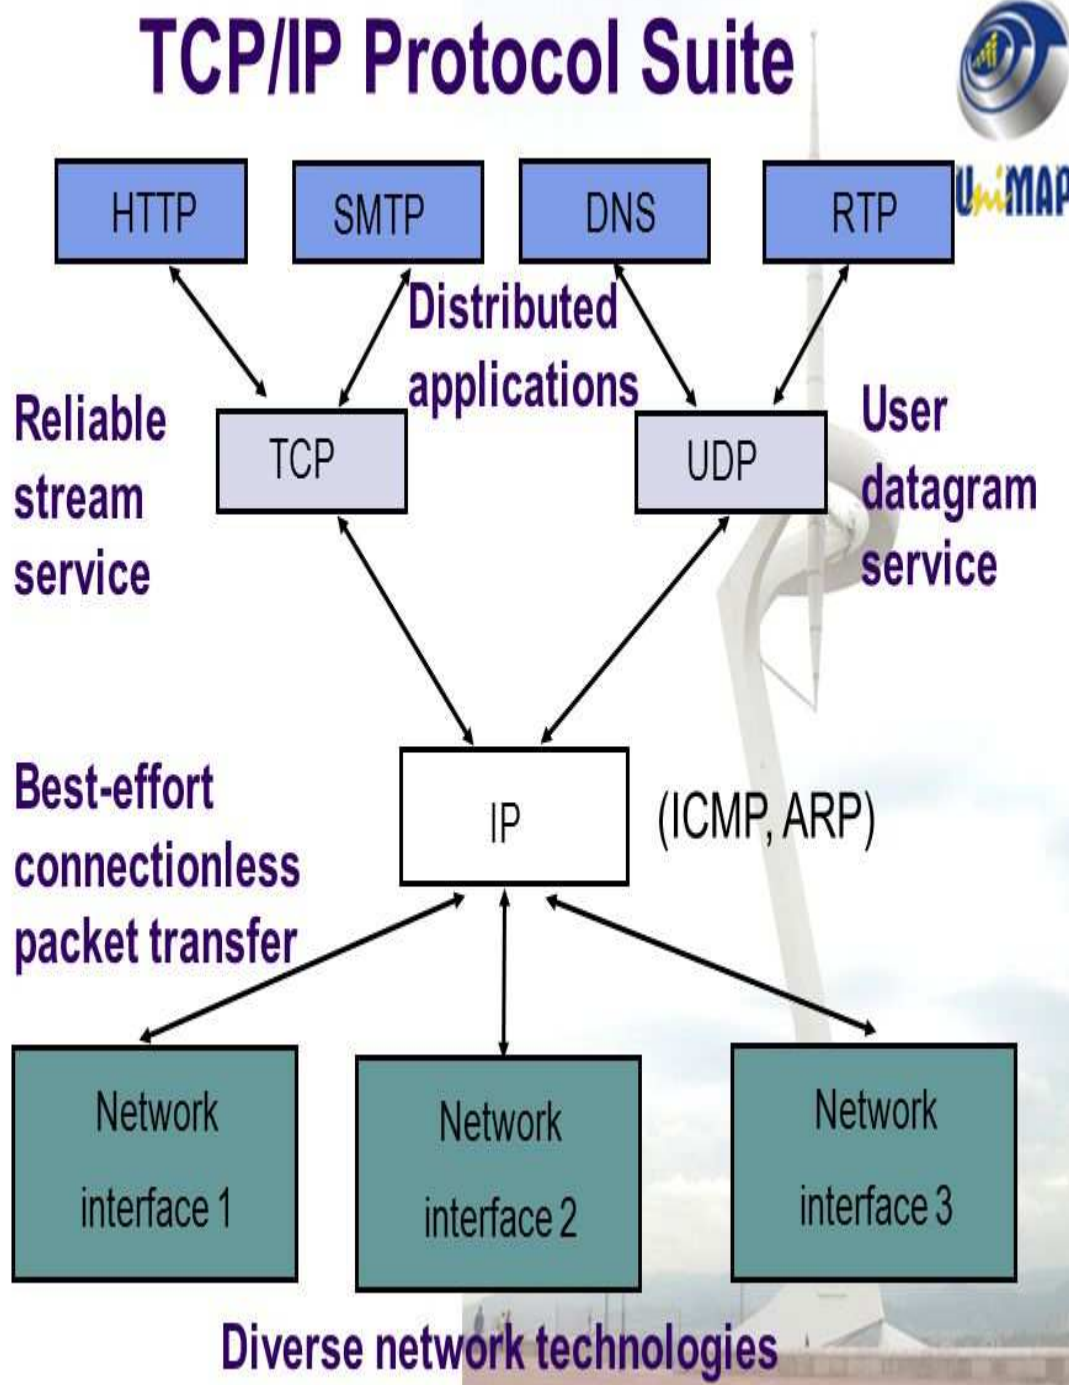 TCP/IP Protocol Suite
UniMAP
HTTP
SMTP
DNS
RTP
Distributed
applications
Reliable
stream
service
TCP
UDP
User
datagram
service
Best-effort
connectionless
packet transfer
IP
(ICMP, ARP)
Network
interface 1
Network
interface 2
Network
interface 3
Diverse network technologies